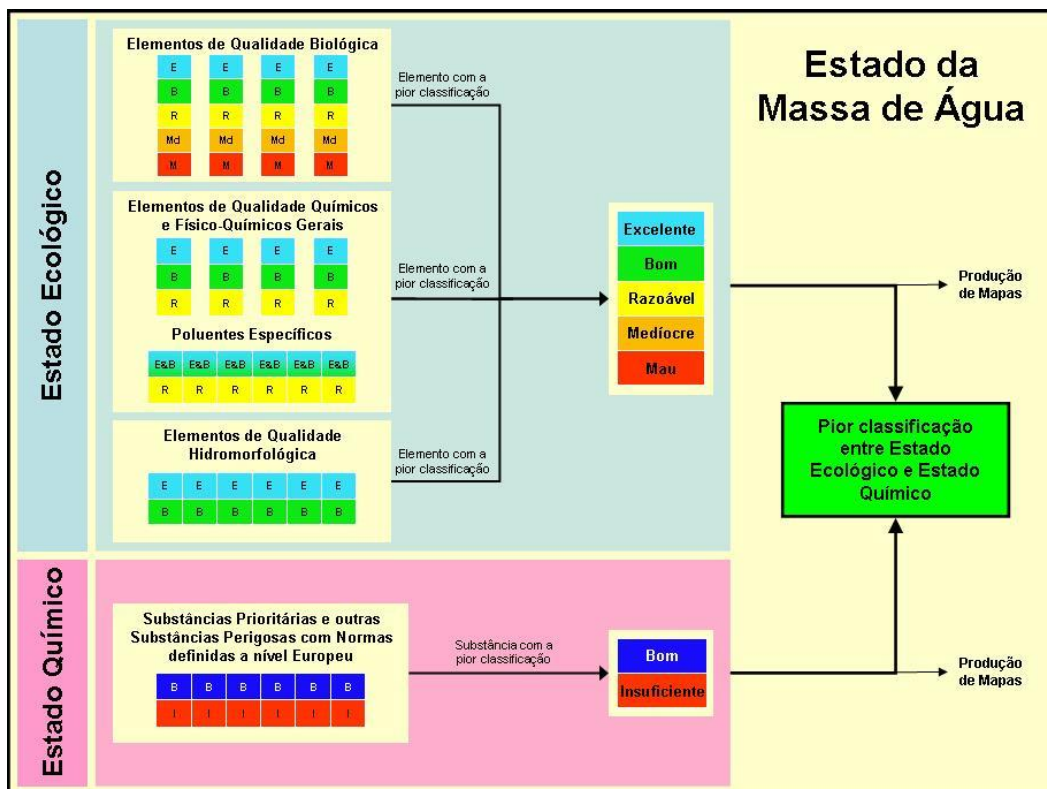 Estado da
Massa de Água
Estado Ecológico
Elementos de Qualidade Biológica
E E E E
B B B B
R R R R
Md Md Md Md
M M M M
Elemento com a
pior classificação
Elementos de Qualidade Químicos
e Físico-Químicos Gerais
E E E E
B B B B
R R R R
Poluentes Específicos
E&B E&B E&B E&B E&B E&B
R R R R R R
Elemento com a
pior classificação
Elementos de Qualidade
Hidromorfológica
E E E E E E
B B B B B B
Elemento com a
pior classificação
Excelente
Bom
Razoável
Medíocre
Mau
Produção
de Mapas
Pior classificação
entre Estado
Ecológico e Estado
Químico
Estado Químico
Substâncias Prioritárias e outras
Substâncias Perigosas com Normas
definidas a nível Europeu
B B B B B B
I I I I I I
Substância com a
pior classificação
Bom
Insuficiente
Produção
de Mapas